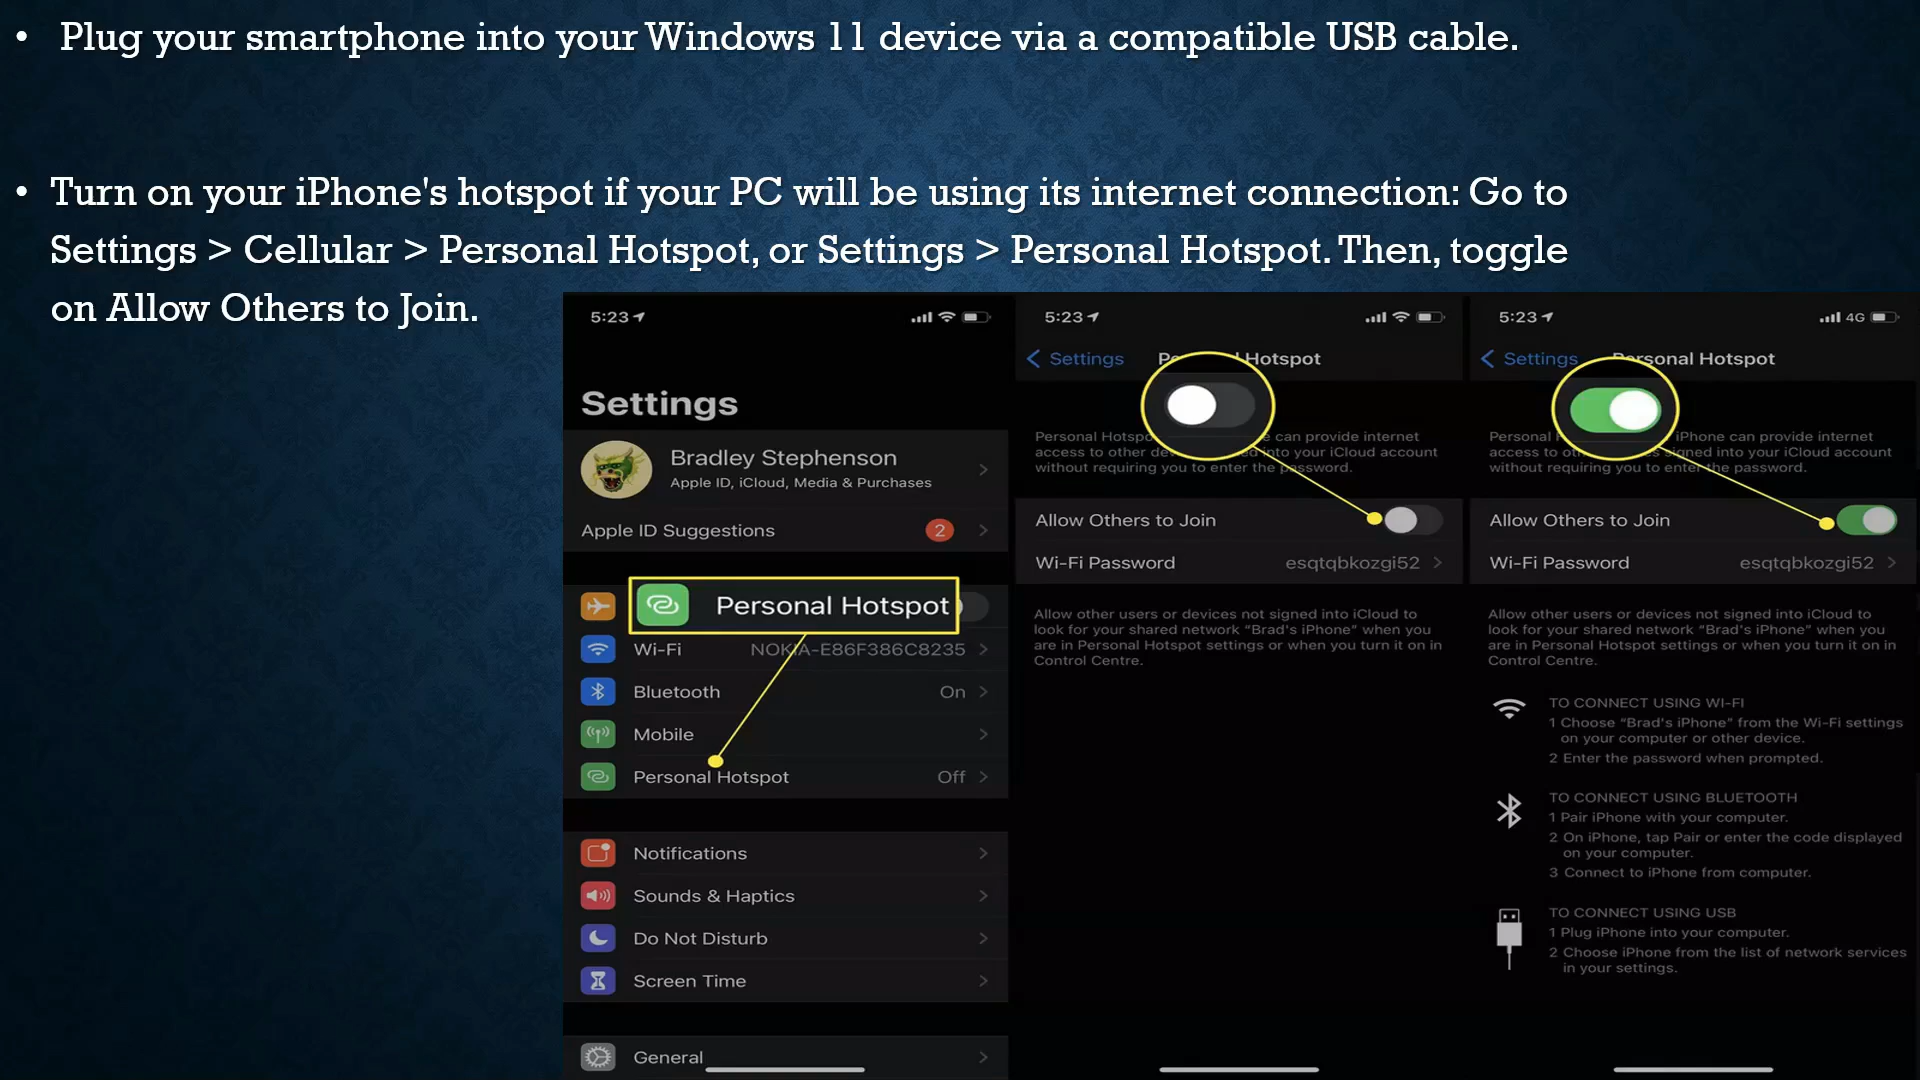 • Plug your smartphone into your Windows 11 device via a compatible USB cable.
• Turn on your iPhone's hotspot if your PC will be using its internet connection: Go to
Settings > Cellular > Personal Hotspot, or Settings > Personal Hotspot. Then, toggle
on Allow Others to Join.
5:23
Settings
Bradley Stephenson
Apple ID, iCloud, Media & Purchases
Apple ID Suggestions 2
Personal Hotspot
Wi-Fi NOKIA-E86F386C8235
Bluetooth On
Mobile
Personal Hotspot Off
Notifications
Sounds & Haptics
Do Not Disturb
Screen Time
General
5:23
Settings Hotspot
Personal can provide internet
access to other into your iCloud account
without requiring you to enter the password.
Allow Others to Join
Wi-Fi Password esqtqbkozgi52
Allow other users or devices not signed into iCloud to
look for your shared network “Brad's iPhone” when you
are in Personal Hotspot settings or when you turn it on in
Control Centre.
5:23 4G
Settings Personal Hotspot
Personal iPhone can provide internet
access to signed into your iCloud account
without requiring you to enter the password.
Allow Others to Join
Wi-Fi Password esqtqbkozgi52
Allow other users or devices not signed into iCloud to
look for your shared network “Brad's iPhone” when you
are in Personal Hotspot settings or when you turn it on in
Control Centre.
TO CONNECT USING WI-FI
1 Choose “Brad's iPhone” from the Wi-Fi settings
on your computer or other device.
2 Enter the password when prompted.
TO CONNECT USING BLUETOOTH
1 Pair iPhone with your computer.
2 On iPhone, tap Pair or enter the code displayed
on your computer.
3 Connect to iPhone from computer.
TO CONNECT USING USB
1 Plug iPhone into your computer.
2 Choose iPhone from the list of network services
in your settings.